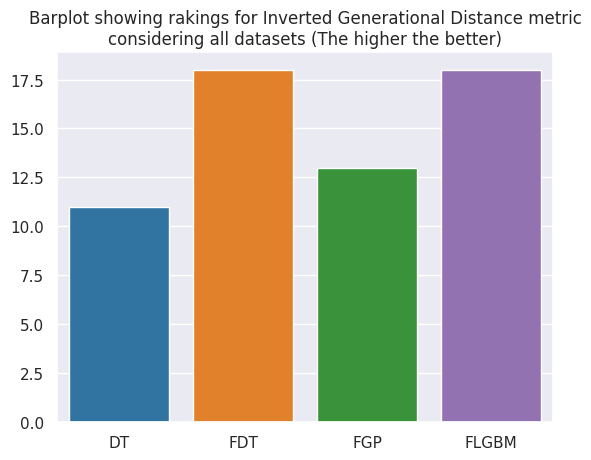 Barplot showing rakings for Inverted Generational Distance metric
considering all datasets (The higher the better)
17.5
15.0
12.5
10.0
7.5
5.0
2.5
0.0
DT FDT FGP FLGBM